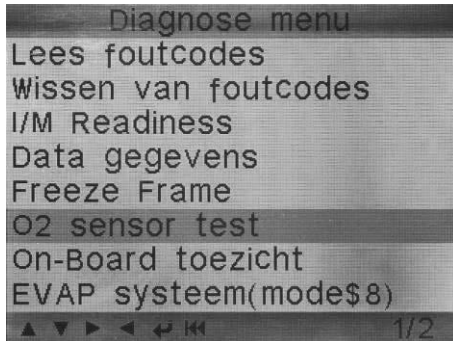 Diagnose menu
Lees foutcodes
Wissen van foutcodes
I/M Readiness
Data gegevens
Freeze Frame
O2 sensor test
On-Board toezicht
EVAP systeem(mode$8)
▲ ▼ ► ◄ ↵ ⏮ 1/2